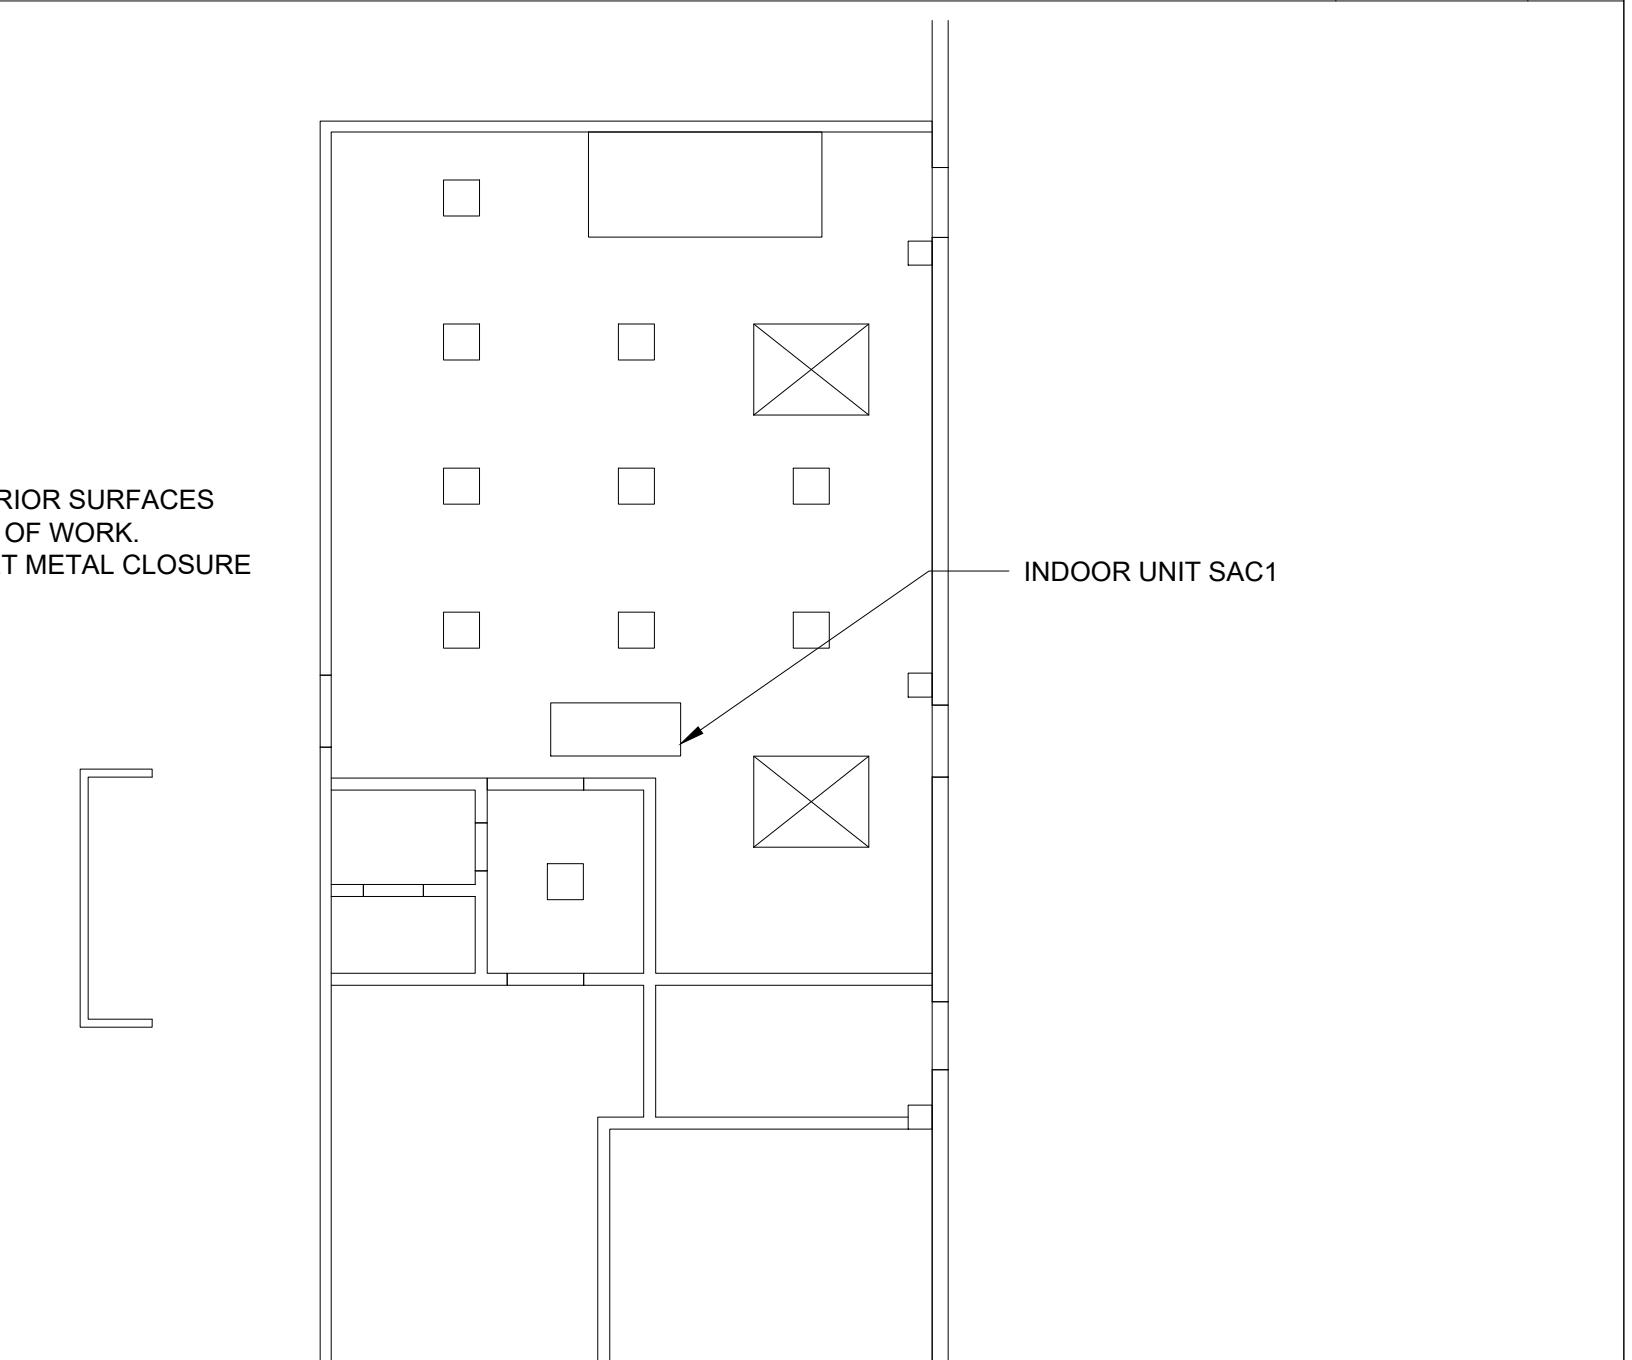 RIOR SURFACES
OF WORK.
T METAL CLOSURE
INDOOR UNIT SAC1